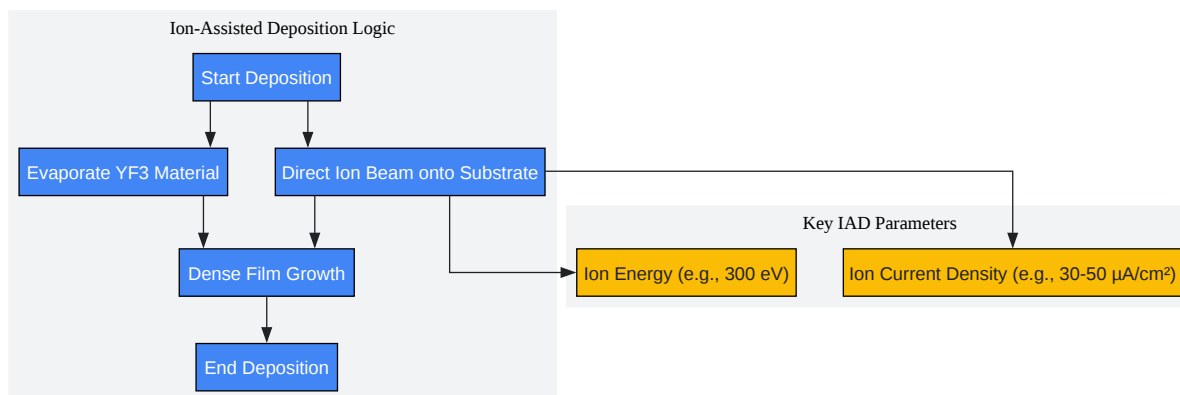 Ion-Assisted Deposition Logic
Start Deposition
Evaporate YF3 Material
Direct Ion Beam onto Substrate
Key IAD Parameters
Dense Film Growth
Ion Energy (e.g., 300 eV)
Ion Current Density (e.g., 30-50 µA/cm²)
End Deposition